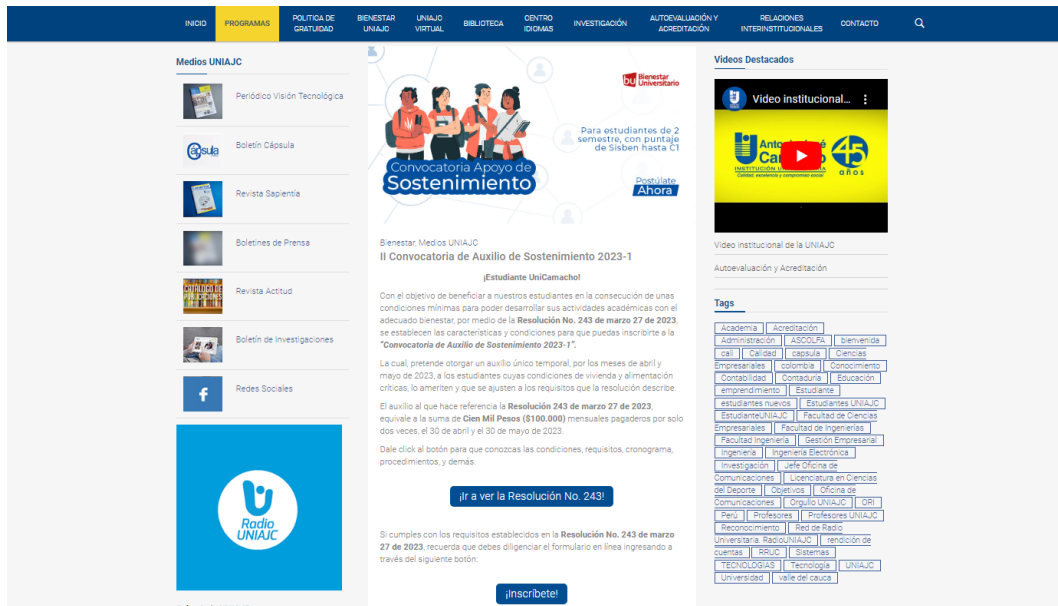 INICIO
PROGRAMAS
POLITICA DE
GRATUIDAD
BIENESTAR
UNIAJC
UNIAJC
VIRTUAL
BIBLIOTECA
CENTRO
IDIOMAS
INVESTIGACIÓN
AUTOEVALUACIÓN Y
ACREDITACIÓN
RELACIONES
INTERINSTITUCIONALES
CONTACTO
Medios UNIAJC
Periódico Visión Tecnológica
Cápsula
Boletín Cápsula
Revista Sapientía
Boletines de Prensa
CATÁLOGO DE
PUBLICACIONES
Revista Actitud
Boletín de Investigaciones
Redes Sociales
Radio
UNIAJC
bu Bienestar
Universitario
Para estudiantes de 2
semestre, con puntaje
de Sisben hasta C1
Convocatoria Apoyo de
Sostenimiento
Postúlate
Ahora
Bienestar, Medios UNIAJC
II Convocatoria de Auxilio de Sostenimiento 2023-1
¡Estudiante UniCamacho!
Con el objetivo de beneficiar a nuestros estudiantes en la consecución de unas
condiciones mínimas para poder desarrollar sus actividades académicas con el
adecuado bienestar, por medio de la Resolución No. 243 de marzo 27 de 2023,
se establecen las características y condiciones para que puedas inscribirte a la
"Convocatoria de Auxilio de Sostenimiento 2023-1".
La cual, pretende otorgar un auxilio único temporal, por los meses de abril y
mayo de 2023, a los estudiantes cuyas condiciones de vivienda y alimentación
críticas, lo ameriten y que se ajusten a los requisitos que la resolución describe.
El auxilio al que hace referencia la Resolución 243 de marzo 27 de 2023,
equivale a la suma de Cien Mil Pesos ($100.000) mensuales pagaderos por solo
dos veces, el 30 de abril y el 30 de mayo de 2023.
Dale click al botón para que conozcas las condiciones, requisitos, cronograma,
procedimientos, y demás.
¡Ir a ver la Resolución No. 243!
Si cumples con los requisitos establecidos en la Resolución No. 243 de marzo
27 de 2023, recuerda que debes diligenciar el formulario en línea ingresando a
través del siguiente botón:
¡Inscríbete!
Videos Destacados
Video institucional...
45
años
Calidad, excelencia y compromiso social
Video institucional de la UNIAJC
Autoevaluación y Acreditación
Tags
Academia Acreditación
Administración ASCOLFA bienvenida
cali Calidad capsula Ciencias
Empresariales colombia Conocimiento
Contabilidad Contaduría Educación
emprendimiento Estudiante
estudiantes nuevos Estudiantes UNIAJC
EstudianteUNIAJC Facultad de Ciencias
Empresariales Facultad de Ingenierías
Facultad Ingeniería Gestión Empresarial
Ingeniería Ingeniería Electrónica
Investigación Jefe Oficina de
Comunicaciones Licenciatura en Ciencias
del Deporte Objetivos Oficina de
Comunicaciones Orgullo UNIAJC ORI
Perú Profesores Profesores UNIAJC
Reconocimiento Red de Radio
Universitaria. RadioUNIAJC rendición de
cuentas RRUC Sistemas
TECNOLOGIAS Tecnología UNIAJC
Universidad valle del cauca